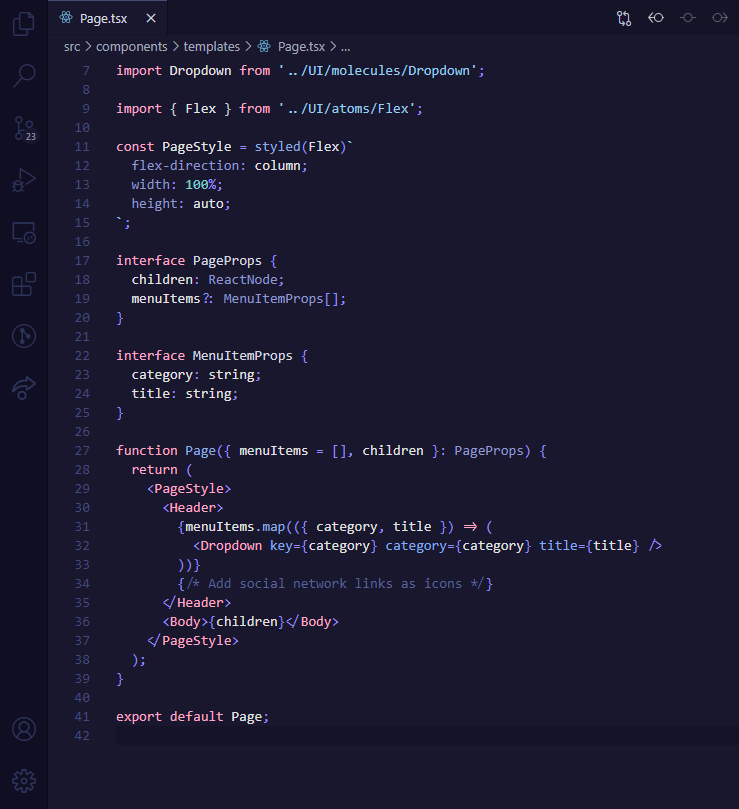 Page.tsx
src > components > templates > Page.tsx > ...
23
7 import Dropdown from '../UI/molecules/Dropdown';
8
9 import { Flex } from '../UI/atoms/Flex';
10
11 const PageStyle = styled(Flex)`
12   flex-direction: column;
13   width: 100%;
14   height: auto;
15 `;
16
17 interface PageProps {
18   children: ReactNode;
19   menuItems?: MenuItemProps[];
20 }
21
22 interface MenuItemProps {
23   category: string;
24   title: string;
25 }
26
27 function Page({ menuItems = [], children }: PageProps) {
28   return (
29     <PageStyle>
30       <Header>
31         {menuItems.map(({ category, title }) => (
32           <Dropdown key={category} category={category} title={title} />
33         ))}
34         {/* Add social network links as icons */}
35       </Header>
36       <Body>{children}</Body>
37     </PageStyle>
38   );
39 }
40
41 export default Page;
42